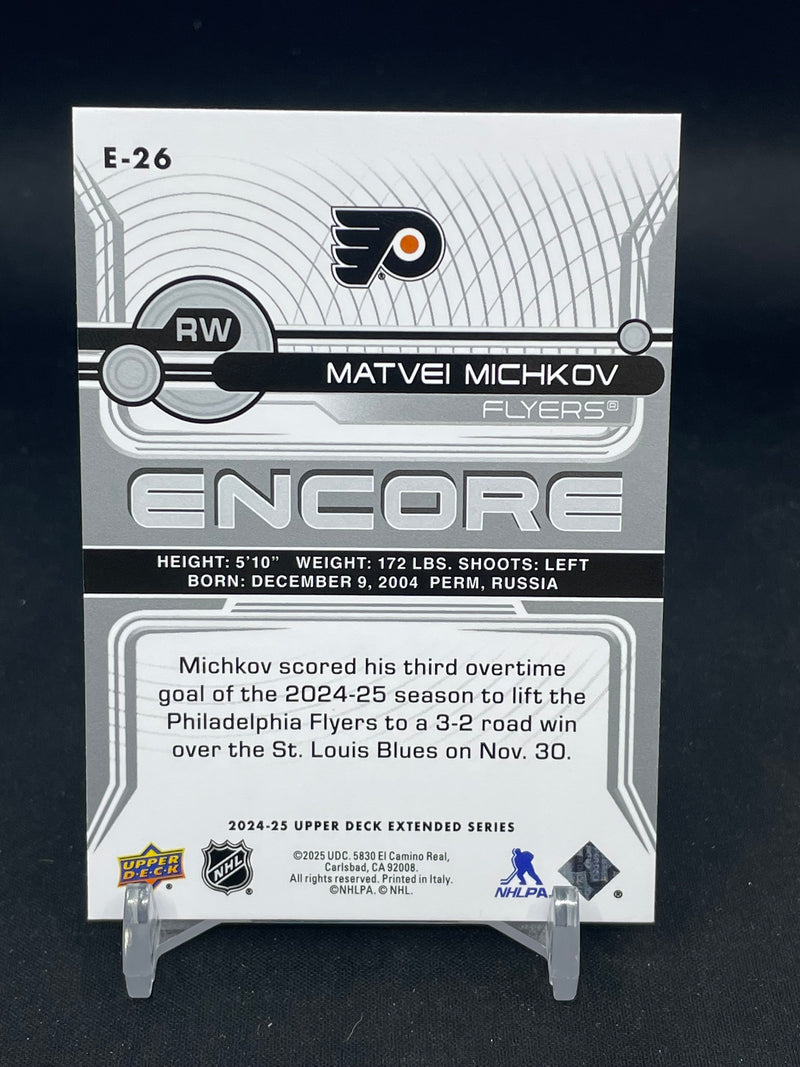 E-26
RW
MATVEI MICHKOV
FLYERS®
ENCORE
HEIGHT: 5'10" WEIGHT: 172 LBS. SHOOTS: LEFT
BORN: DECEMBER 9, 2004 PERM, RUSSIA
Michkov scored his third overtime
goal of the 2024-25 season to lift the
Philadelphia Flyers to a 3-2 road win
over the St. Louis Blues on Nov. 30.
2024-25 UPPER DECK EXTENDED SERIES
UPPER
DECK
®
NHL
®
©2025 UDC. 5830 El Camino Real,
Carlsbad, CA 92008.
All rights reserved. Printed in Italy.
©NHLPA. © NHL.
NHLPA.
®